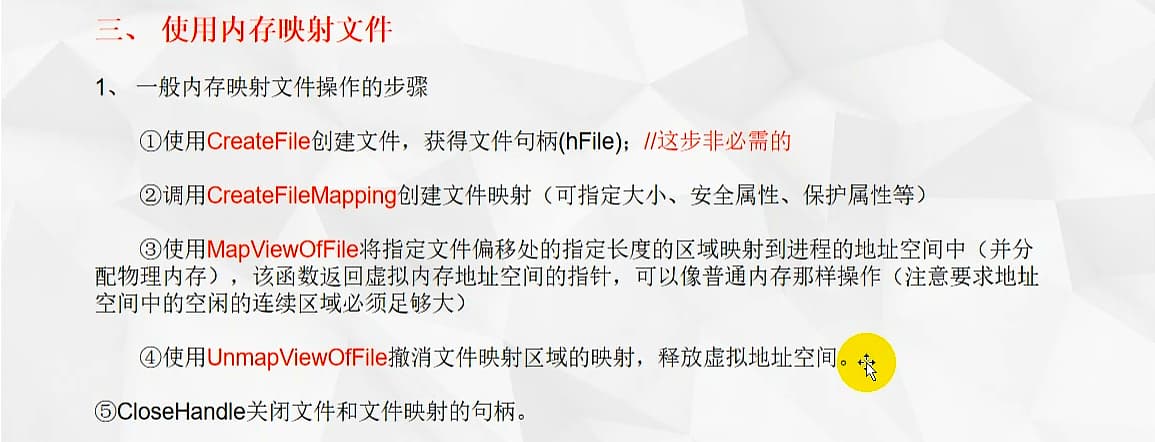 三、 使用内存映射文件
1、 一般内存映射文件操作的步骤
①使用CreateFile创建文件，获得文件句柄(hFile)；//这步非必需的
②调用CreateFileMapping创建文件映射（可指定大小、安全属性、保护属性等）
③使用MapViewOfFile将指定文件偏移处的指定长度的区域映射到进程的地址空间中（并分
配物理内存），该函数返回虚拟内存地址空间的指针，可以像普通内存那样操作（注意要求地址
空间中的空闲的连续区域必须足够大）
④使用UnmapViewOfFile撤消文件映射区域的映射，释放虚拟地址空间。
⑤CloseHandle关闭文件和文件映射的句柄。